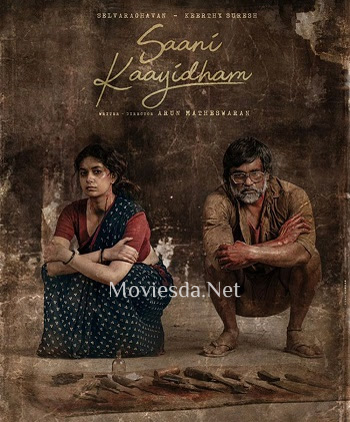 SELVARAGHAVAN - KEERTHY SURESH
Saani
Kaayidham
WRITER - DIRECTOR ARUN MATHESWARAN
Moviesda.Net